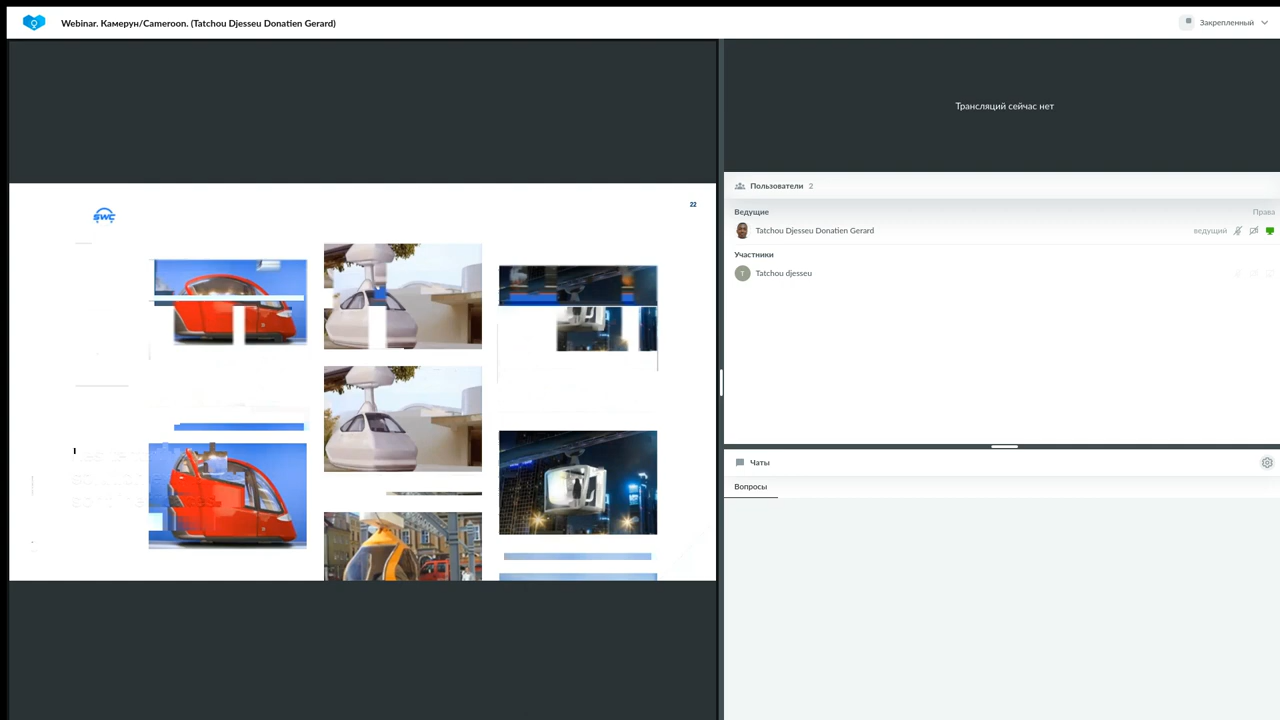 Webinar. Камерун/Cameroon. (Tatchou Djesseu Donatien Gerard)
Закрепленный
Трансляций сейчас нет
SWC
22
Пользователи 2
Ведущие
Права
Tatchou Djesseu Donatien Gerard
ведущий
Участники
T
Tatchou djesseu
Чаты
Вопросы